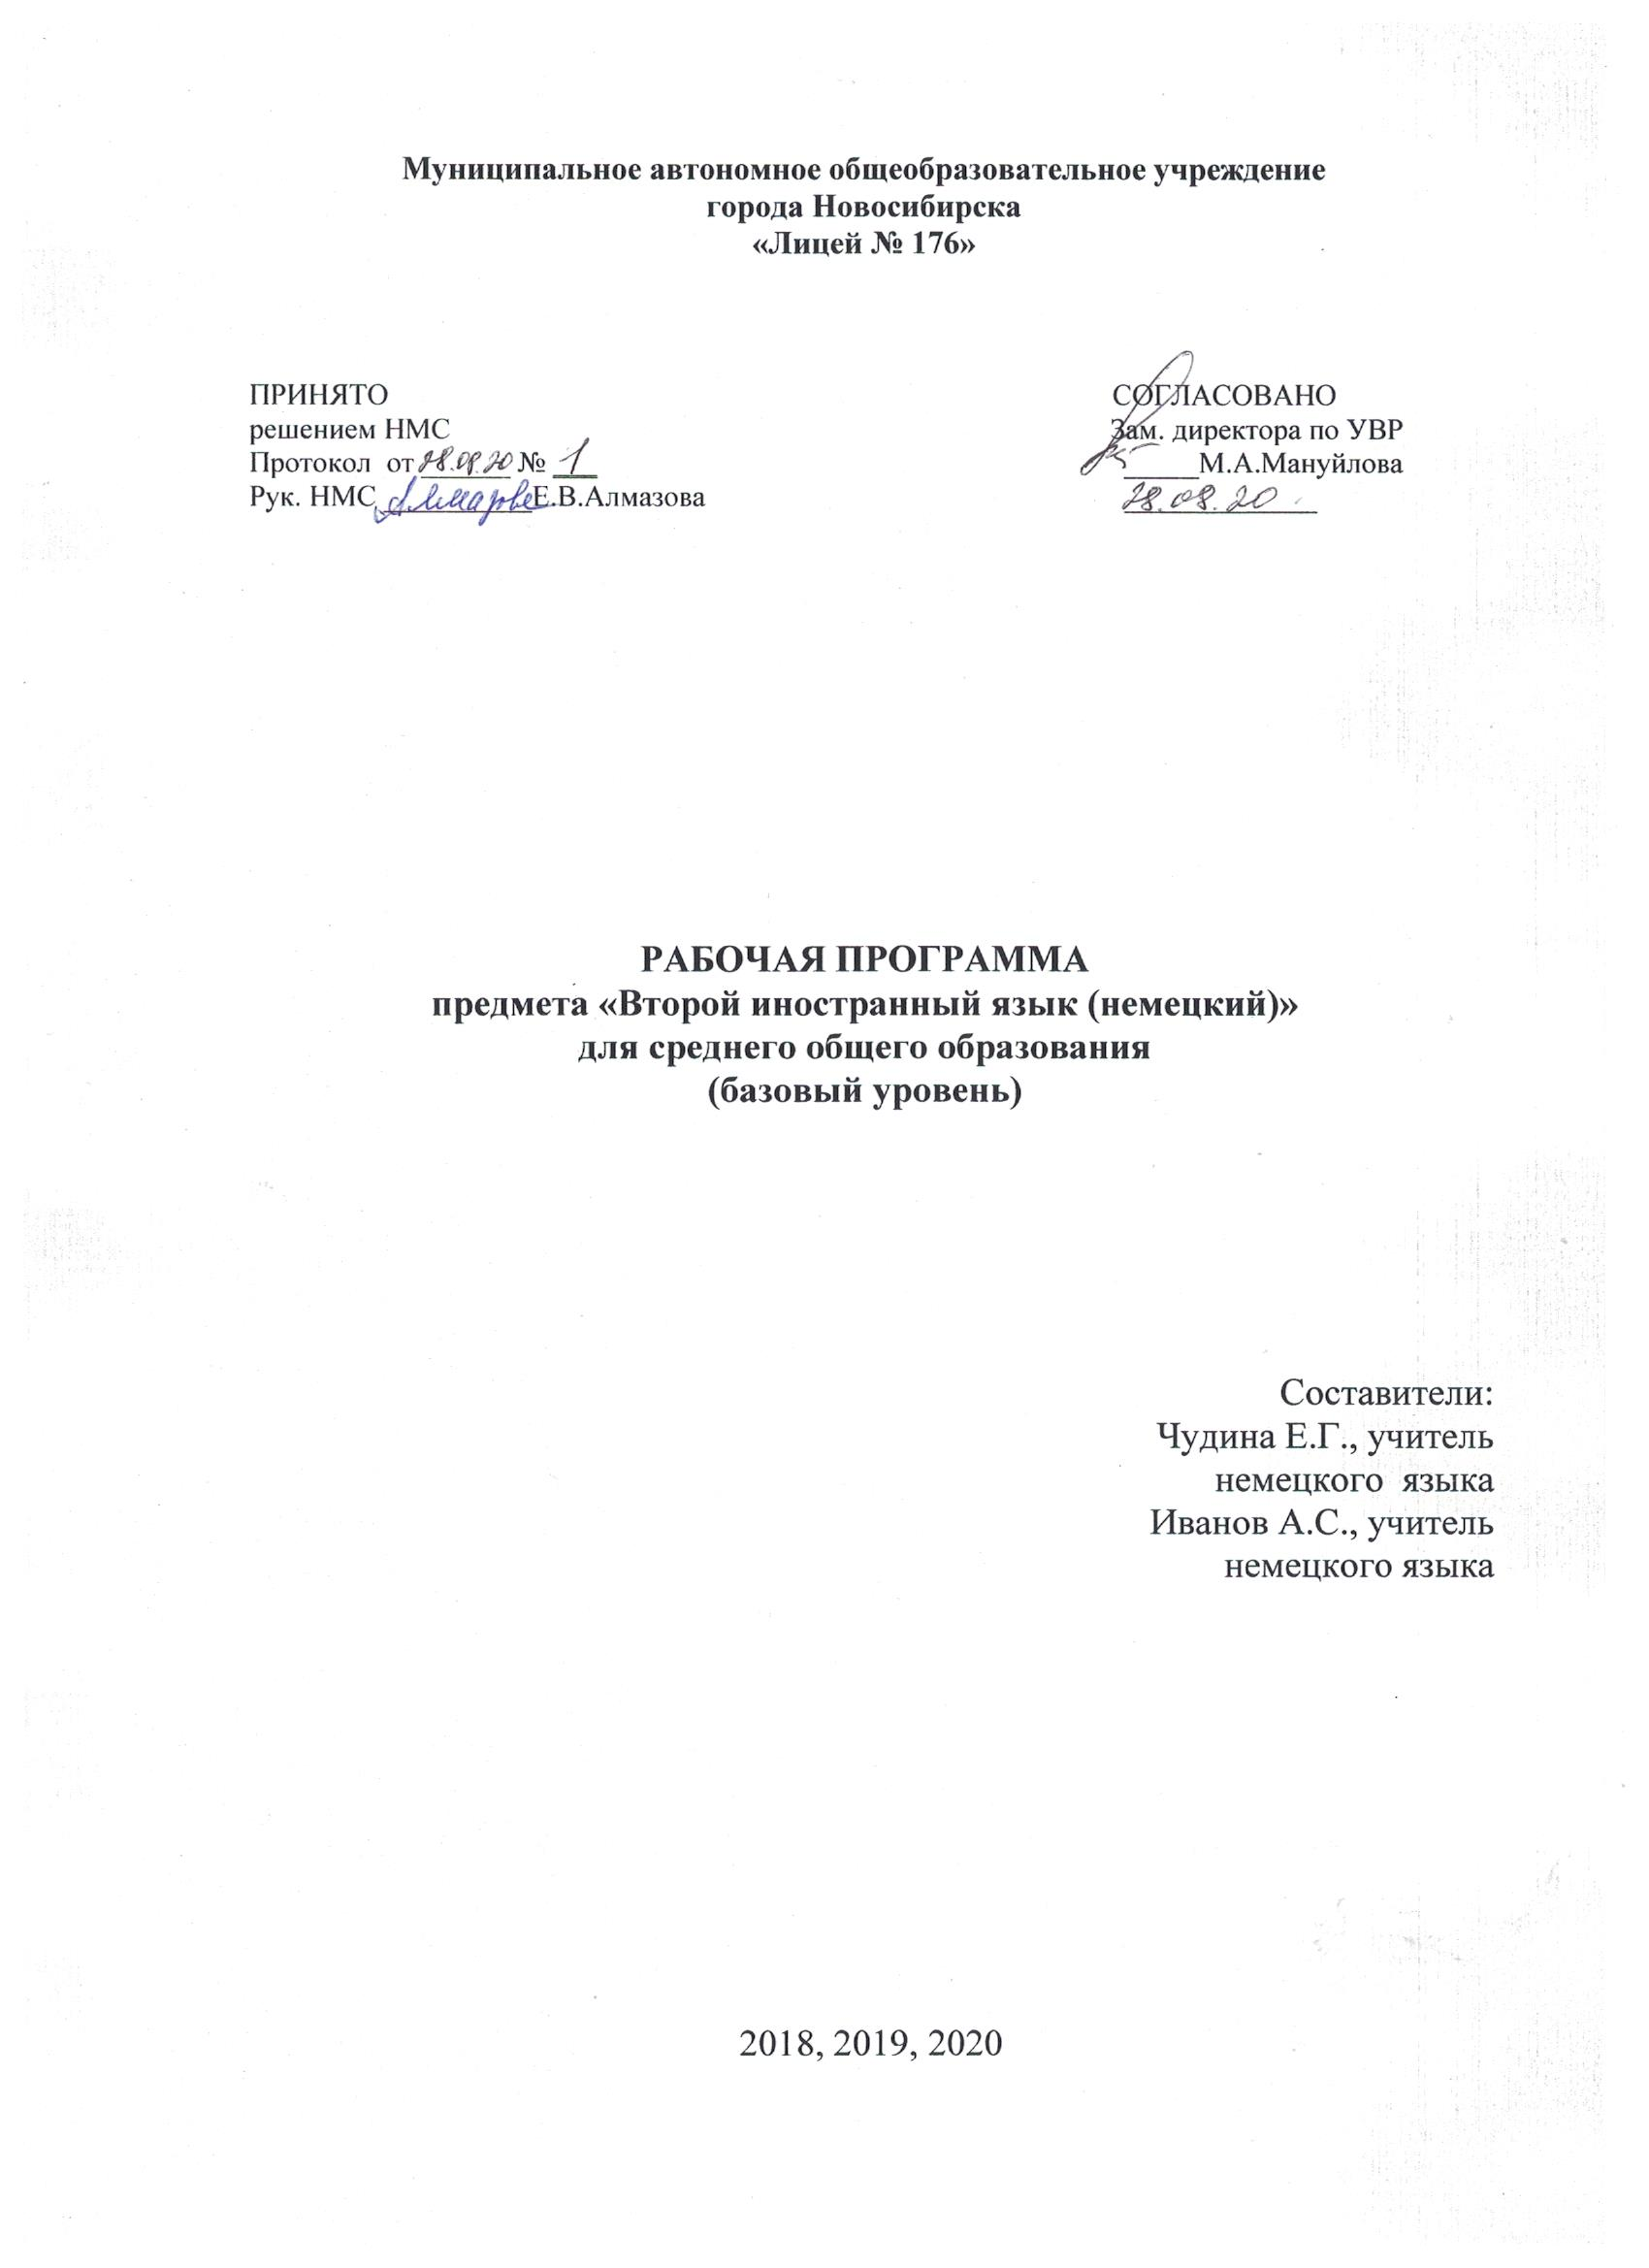 Муниципальное автономное общеобразовательное учреждение
города Новосибирска
«Лицей № 176»
ПРИНЯТО
решением НМС
Протокол от 28.08.20 № 1
Рук. НМС Алмазова Е.В.Алмазова
СОГЛАСОВАНО
Зам. директора по УВР
М.А.Мануйлова
28.08.20
РАБОЧАЯ ПРОГРАММА
предмета «Второй иностранный язык (немецкий)»
для среднего общего образования
(базовый уровень)
Составители:
Чудина Е.Г., учитель
немецкого языка
Иванов А.С., учитель
немецкого языка
2018, 2019, 2020